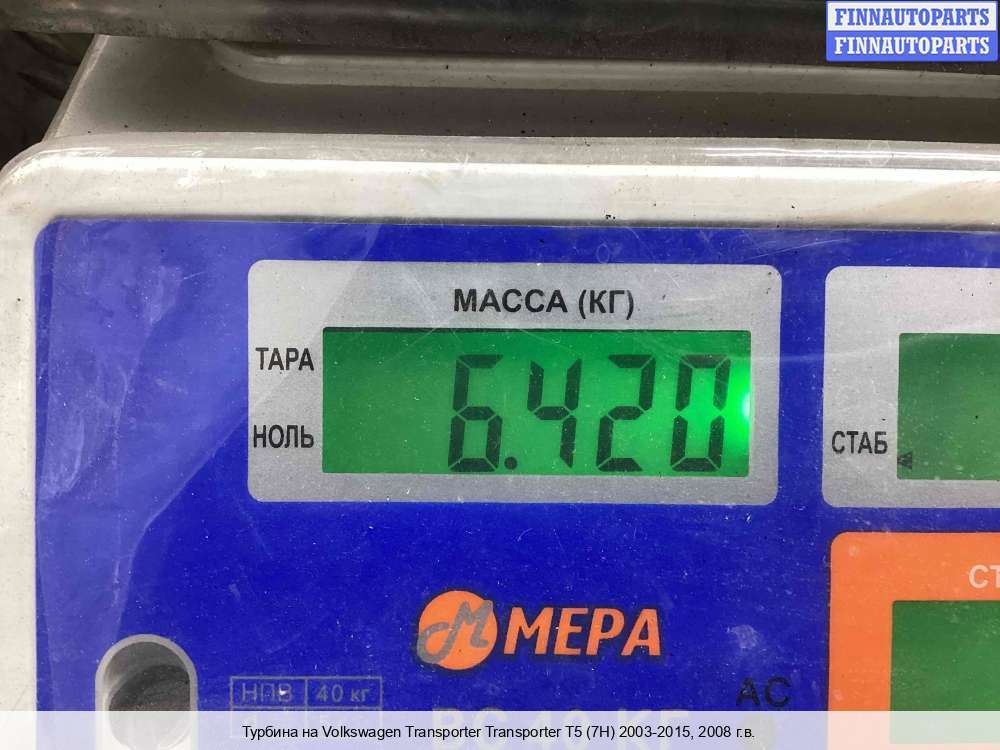 FINNAUTOPARTS
FINNAUTOPARTS
МАССА (КГ)
ТАРА
6.420
НОЛЬ
СТАБ
СТ
МЕРА
НПВ 40 кг
АС
Турбина на Volkswagen Transporter Transporter T5 (7H) 2003-2015, 2008 г.в.